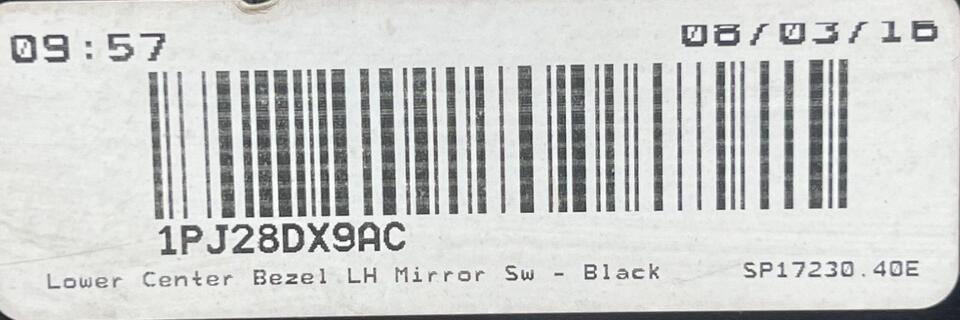 09:57 08/03/16
1PJ28DX9AC
Lower Center Bezel LH Mirror Sw - Black SP17230.40E